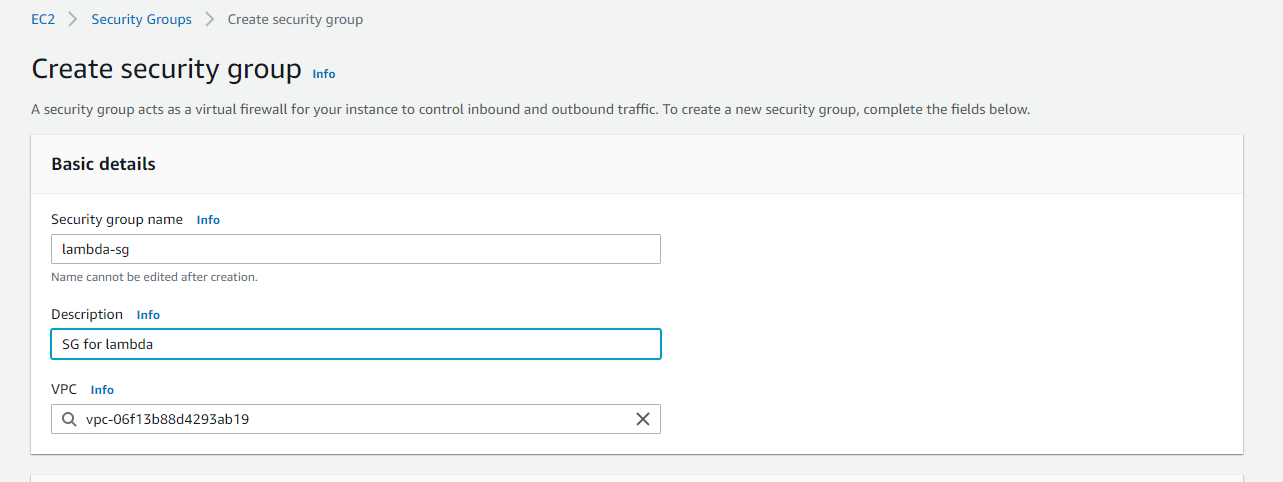 EC2 > Security Groups > Create security group
Create security group Info
A security group acts as a virtual firewall for your instance to control inbound and outbound traffic. To create a new security group, complete the fields below.
Basic details
Security group name Info
lambda-sg
Name cannot be edited after creation.
Description Info
SG for lambda
VPC Info
vpc-06f13b88d4293ab19